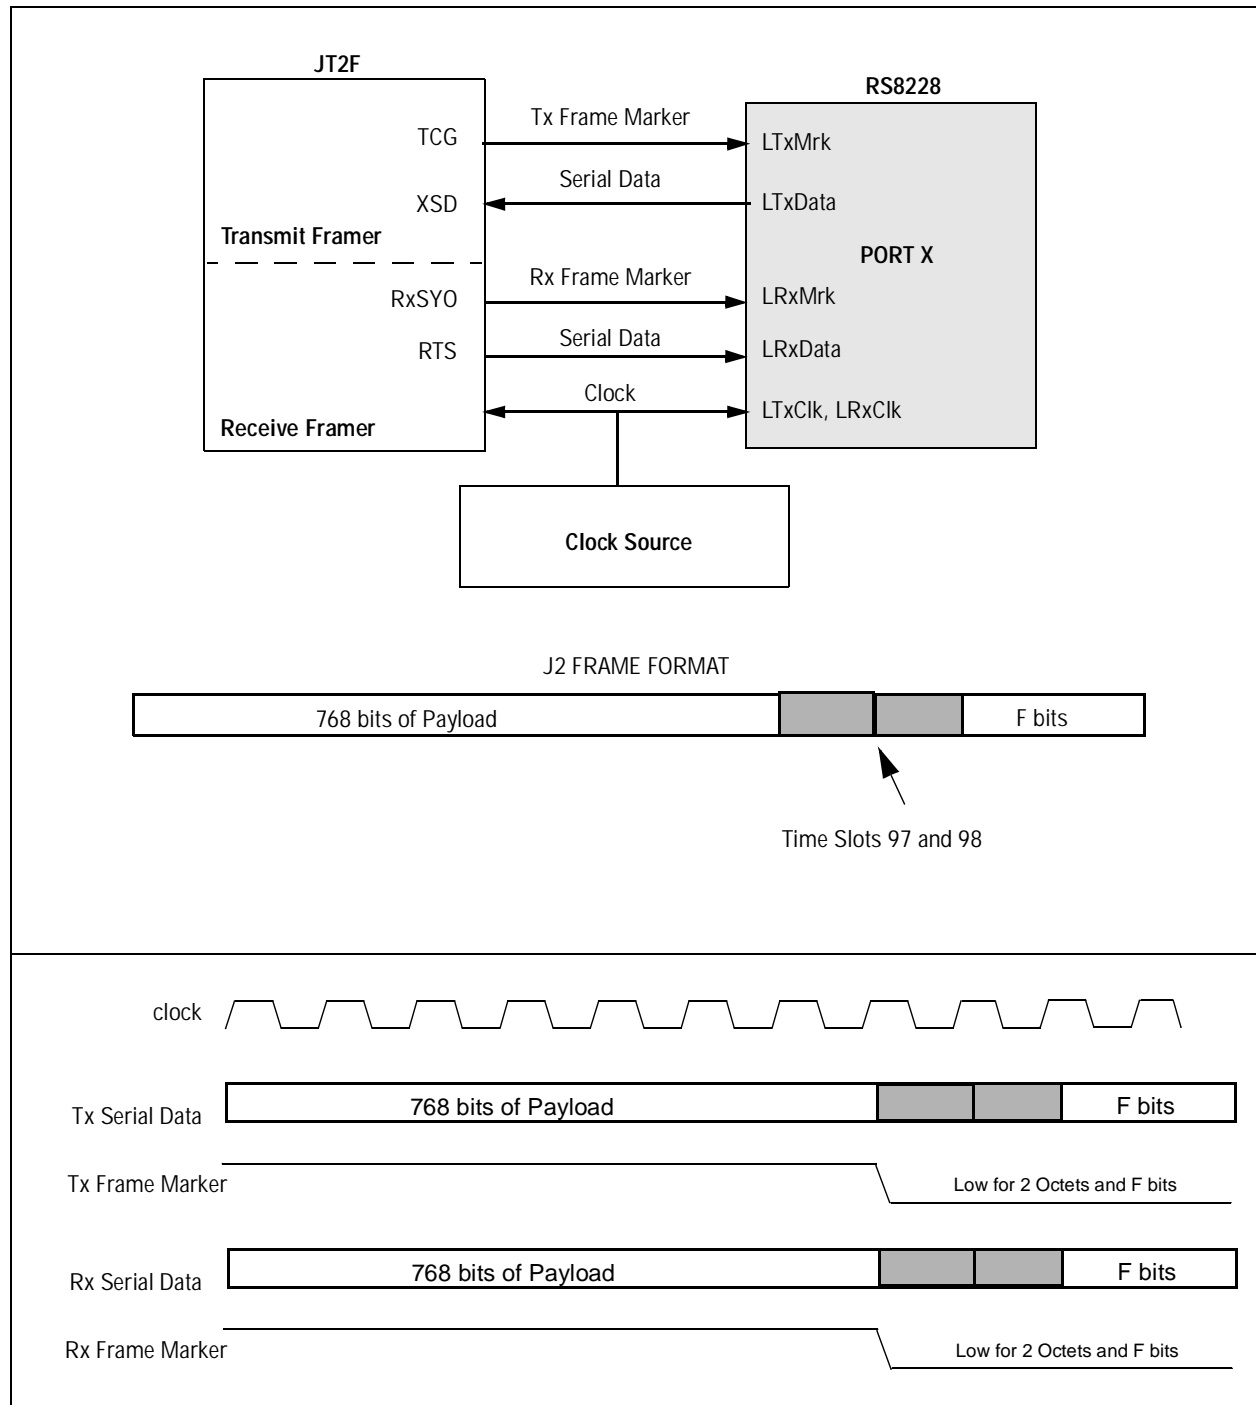 JT2F
RS8228
TCG
Tx Frame Marker
LTxMrk
XSD
Serial Data
LTxData
Transmit Framer
PORT X
RxSYO
Rx Frame Marker
LRxMrk
RTS
Serial Data
LRxData
Clock
LTxClk, LRxClk
Receive Framer
Clock Source
J2 FRAME FORMAT
768 bits of Payload
F bits
Time Slots 97 and 98
clock
Tx Serial Data
768 bits of Payload
F bits
Tx Frame Marker
Low for 2 Octets and F bits
Rx Serial Data
768 bits of Payload
F bits
Rx Frame Marker
Low for 2 Octets and F bits